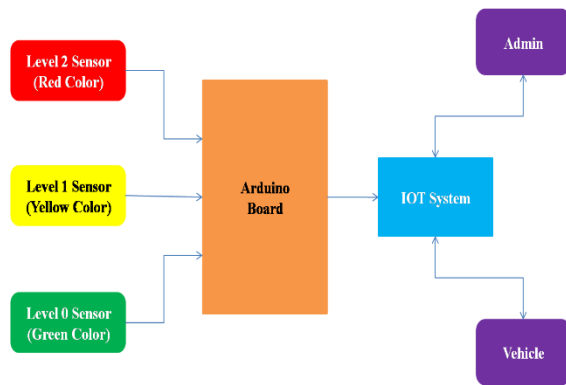 Level 2 Sensor
(Red Color)
Level 1 Sensor
(Yellow Color)
Level 0 Sensor
(Green Color)
Arduino
Board
IOT System
Admin
Vehicle